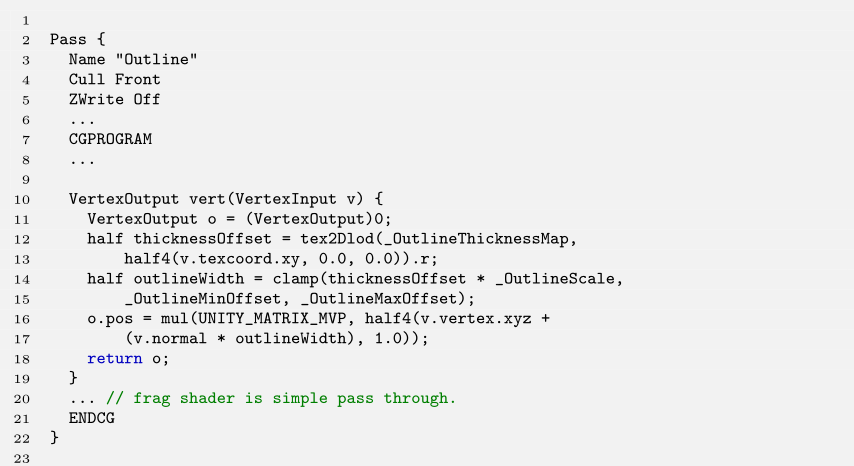 1
2 Pass {
3 Name "Outline"
4 Cull Front
5 ZWrite Off
6 ...
7 CGPROGRAM
8 ...
9
10 VertexOutput vert(VertexInput v) {
11 VertexOutput o = (VertexOutput)0;
12 half thicknessOffset = tex2Dlod(_OutlineThicknessMap,
13 half4(v.texcoord.xy, 0.0, 0.0)).r;
14 half outlineWidth = clamp(thicknessOffset * _OutlineScale,
15 _OutlineMinOffset, _OutlineMaxOffset);
16 o.pos = mul(UNITY_MATRIX_MVP, half4(v.vertex.xyz +
17 (v.normal * outlineWidth), 1.0));
18 return o;
19 }
20 ... // frag shader is simple pass through.
21 ENDCG
22 }
23